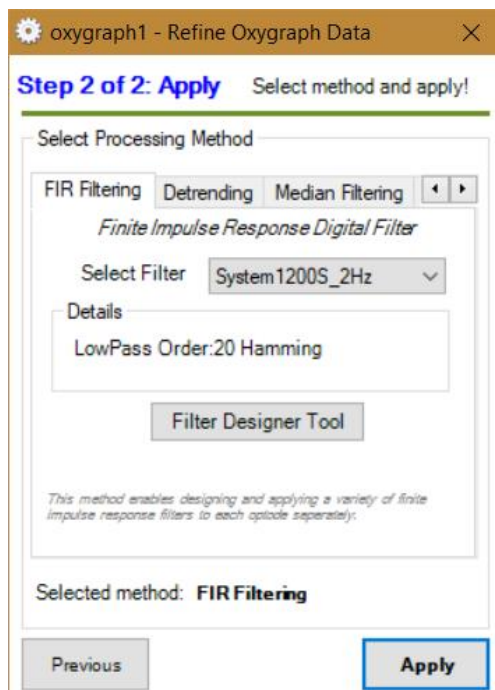 oxygraph1 - Refine Oxygraph Data
Step 2 of 2: Apply Select method and apply!
Select Processing Method
FIR Filtering Detrending Median Filtering
Finite Impulse Response Digital Filter
Select Filter System1200S_2Hz
Details
LowPass Order:20 Hamming
Filter Designer Tool
This method enables designing and applying a variety of finite
impulse response filters to each optode seperately.
Selected method: FIR Filtering
Previous Apply